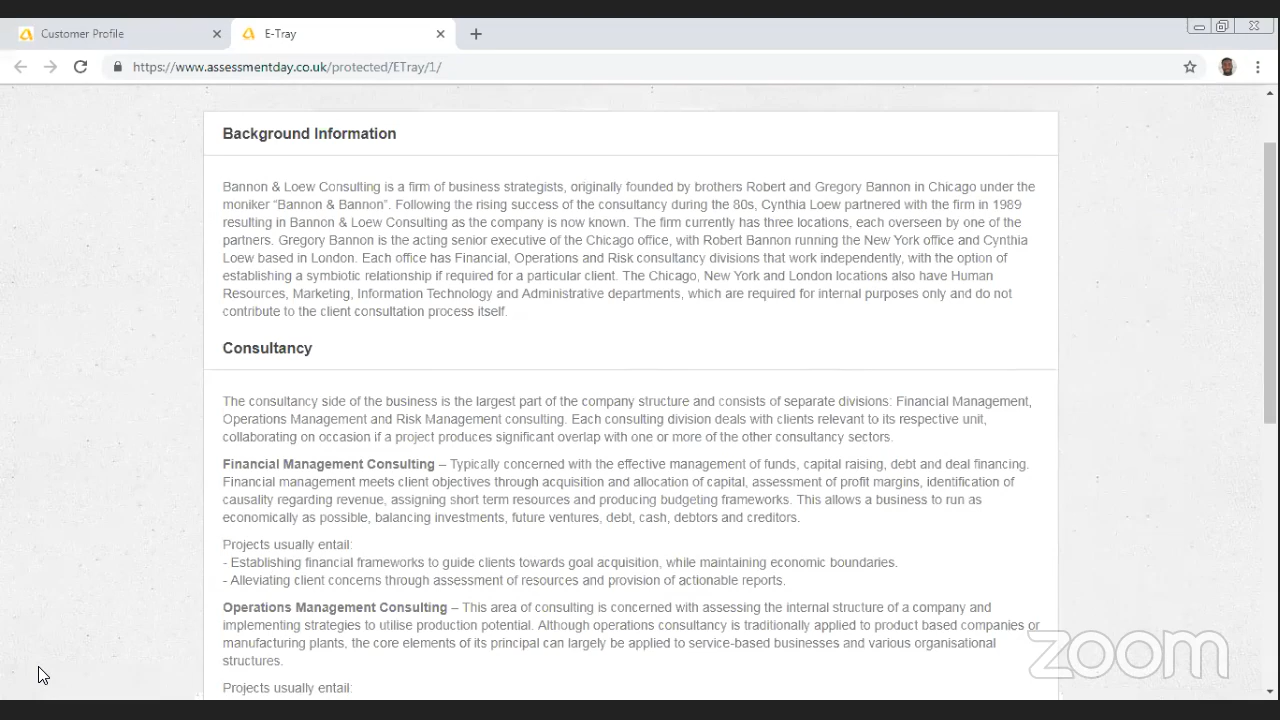 Customer Profile
E-Tray
https://www.assessmentday.co.uk/protected/ETray/1/
Background Information
Bannon & Loew Consulting is a firm of business strategists, originally founded by brothers Robert and Gregory Bannon in Chicago under the
moniker “Bannon & Bannon”. Following the rising success of the consultancy during the 80s, Cynthia Loew partnered with the firm in 1989
resulting in Bannon & Loew Consulting as the company is now known. The firm currently has three locations, each overseen by one of the
partners. Gregory Bannon is the acting senior executive of the Chicago office, with Robert Bannon running the New York office and Cynthia
Loew based in London. Each office has Financial, Operations and Risk consultancy divisions that work independently, with the option of
establishing a symbiotic relationship if required for a particular client. The Chicago, New York and London locations also have Human
Resources, Marketing, Information Technology and Administrative departments, which are required for internal purposes only and do not
contribute to the client consultation process itself.
Consultancy
The consultancy side of the business is the largest part of the company structure and consists of separate divisions: Financial Management,
Operations Management and Risk Management consulting. Each consulting division deals with clients relevant to its respective unit,
collaborating on occasion if a project produces significant overlap with one or more of the other consultancy sectors.
Financial Management Consulting – Typically concerned with the effective management of funds, capital raising, debt and deal financing.
Financial management meets client objectives through acquisition and allocation of capital, assessment of profit margins, identification of
causality regarding revenue, assigning short term resources and producing budgeting frameworks. This allows a business to run as
economically as possible, balancing investments, future ventures, debt, cash, debtors and creditors.
Projects usually entail:
- Establishing financial frameworks to guide clients towards goal acquisition, while maintaining economic boundaries.
- Alleviating client concerns through assessment of resources and provision of actionable reports.
Operations Management Consulting – This area of consulting is concerned with assessing the internal structure of a company and
implementing strategies to utilise production potential. Although operations consultancy is traditionally applied to product based companies or
manufacturing plants, the core elements of its principal can largely be applied to service-based businesses and various organisational
structures.
Projects usually entail:
zoom